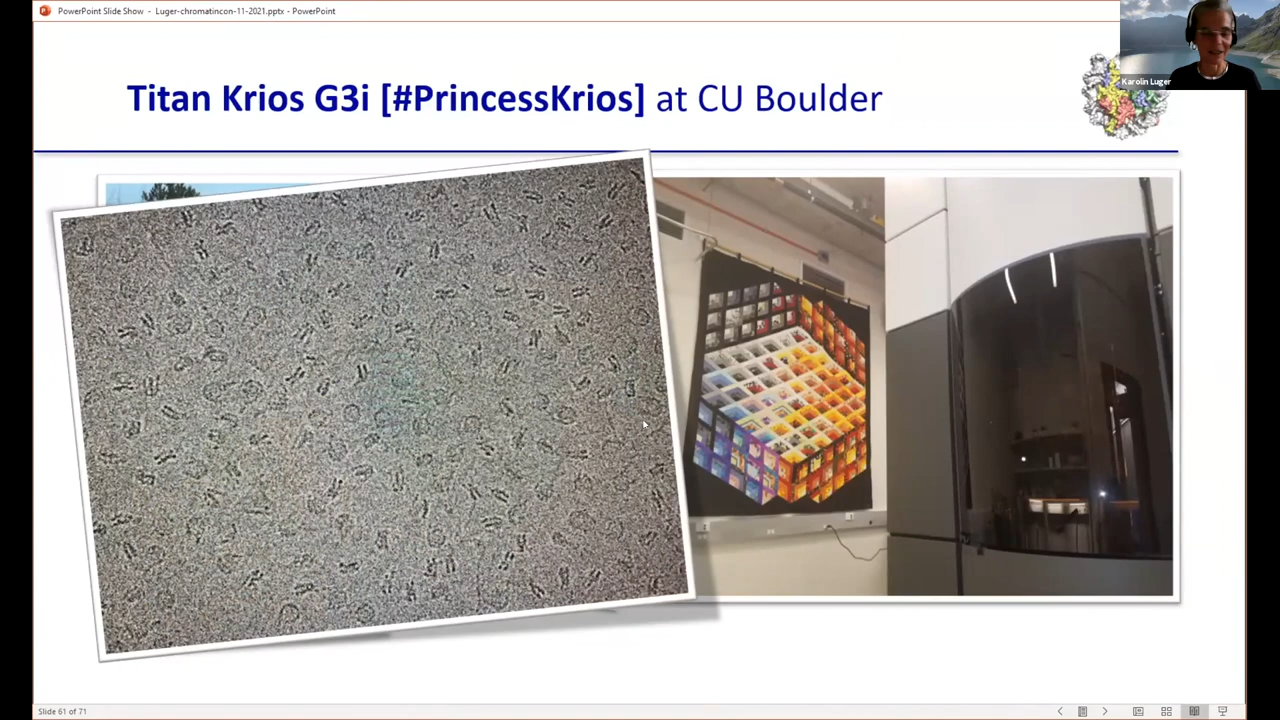 PowerPoint Slide Show - Luger-chromatincon-11-2021.pptx - PowerPoint
Karolin Luger
Titan Krios G3i [#PrincessKrios] at CU Boulder
Slide 61 of 71